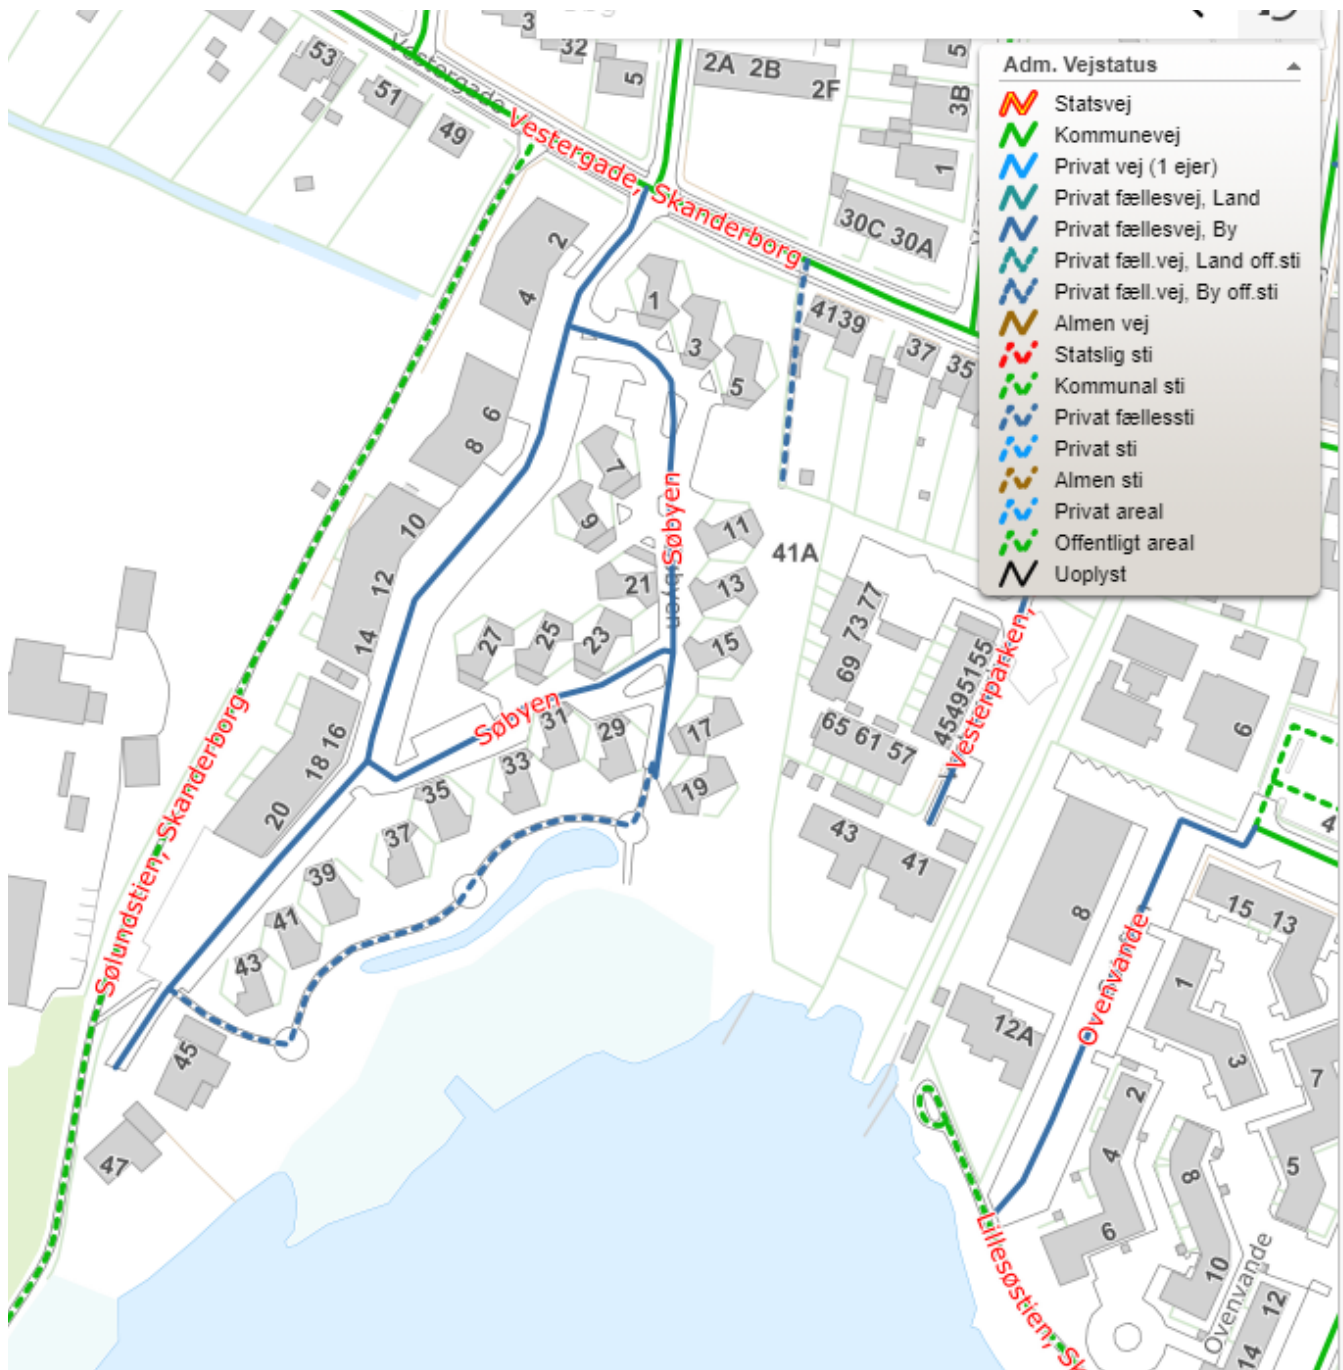 53
51
49
3
32
5
2A 2B
2F
5
3B
1
30C 30A
Vestergade
Vestergade, Skanderborg
Adm. Vejstatus
Statsvej
Kommunevej
Privat vej (1 ejer)
Privat fællesvej, Land
Privat fællesvej, By
Privat fæll.vej, Land off.sti
Privat fæll.vej, By off.sti
Almen vej
Statslig sti
Kommunal sti
Privat fællessti
Privat sti
Almen sti
Privat areal
Offentligt areal
Uoplyst
2
4
1
3
5
4139
37
35
6
8
7
9
10
12
14
11
13
15
21
23
25
27
Søbyen
41A
73 77
69
65 61 57
45495155
Vesterparken,
6
4
Søbyen
31
29
33
35
37
39
41
43
17
19
18 16
20
Sølundstien, Skanderborg
43
41
8
15 13
1
3
7
5
Ovenvande
12A
2
4
6
8
10
12
14
Ovenvande
45
47
Lillesøstien, Sk